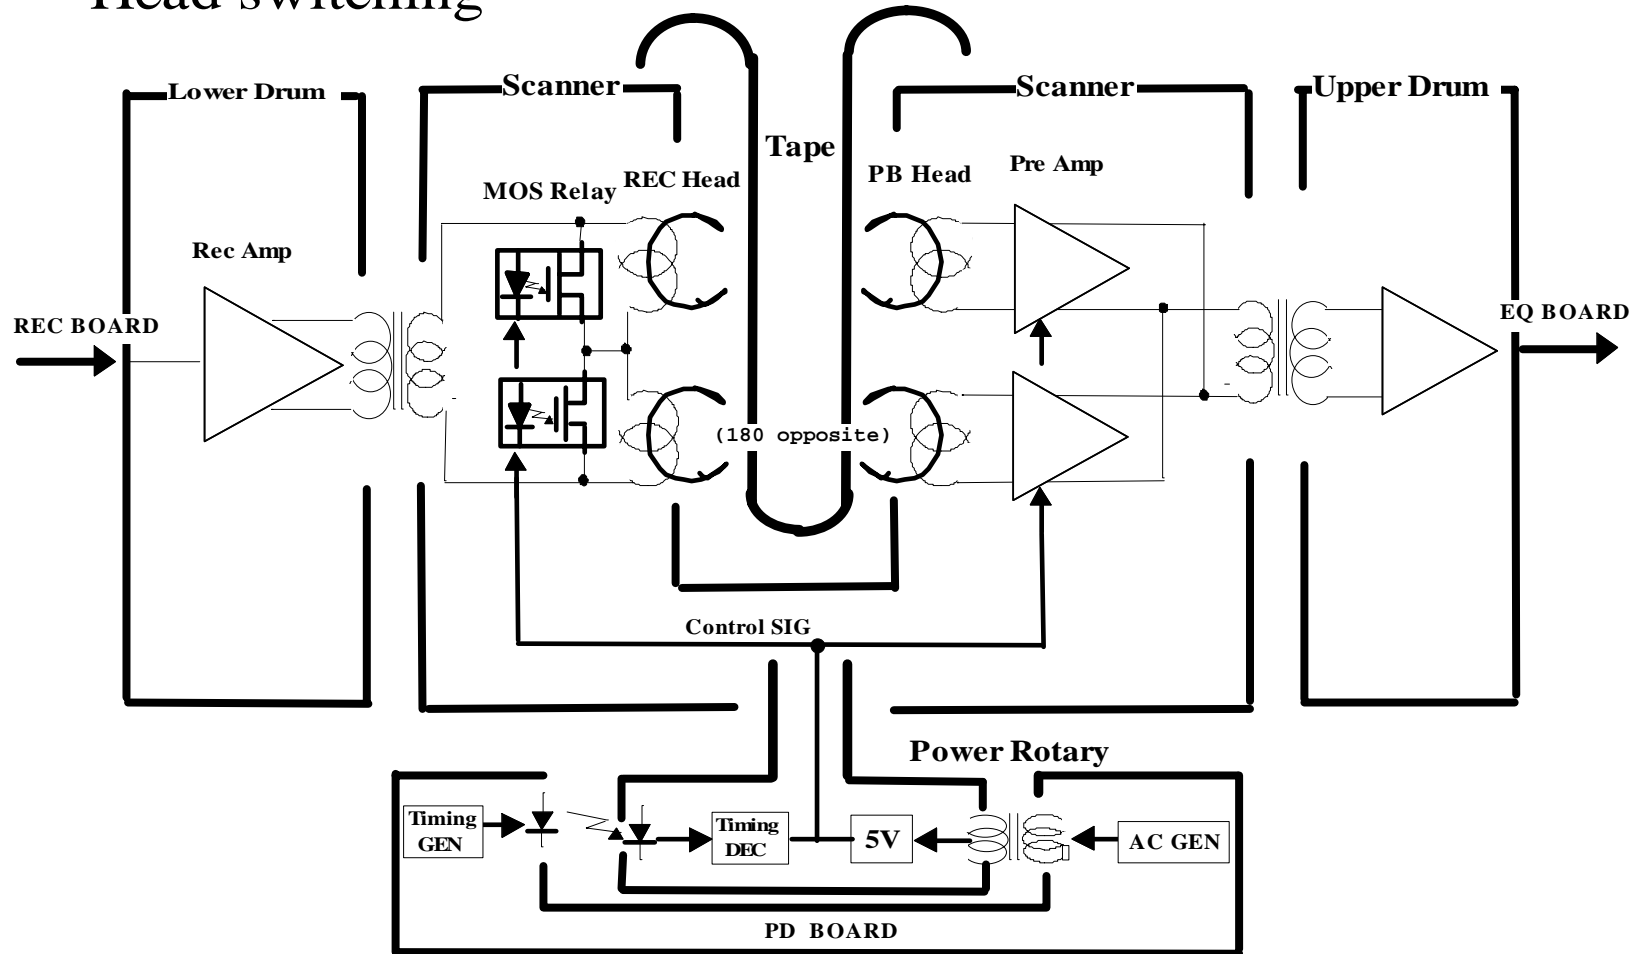 Head switching
Lower Drum
Scanner
Scanner
Upper Drum
Tape
MOS Relay
REC Head
PB Head
Pre Amp
Rec Amp
REC BOARD
EQ BOARD
(180 opposite)
Control SIG
Power Rotary
Timing
GEN
Timing
DEC
5V
AC GEN
PD BOARD